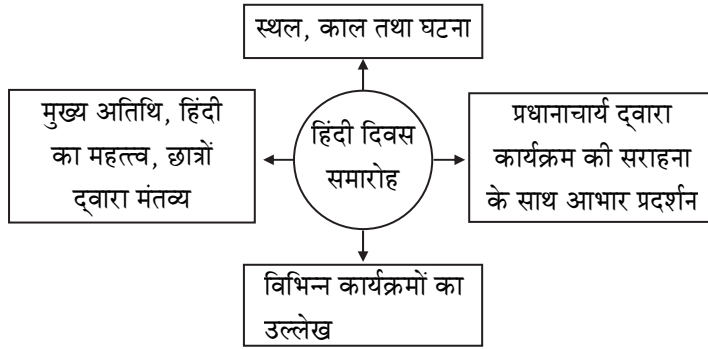 स्थल, काल तथा घटना
मुख्य अतिथि, हिंदी
का महत्त्व, छात्रों
द्‌वारा मंतव्य
हिंदी दिवस
समारोह
प्रधानाचार्य द्‌वारा
कार्यक्रम की सराहना
के साथ आभार प्रदर्शन
विभिन्न कार्यक्रमों का
उल्लेख